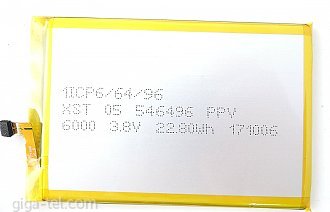 1ICP6/64/96
XST 05 546496 PPV
6000 3.8V 22.80Wh 171006
giga-tel.com